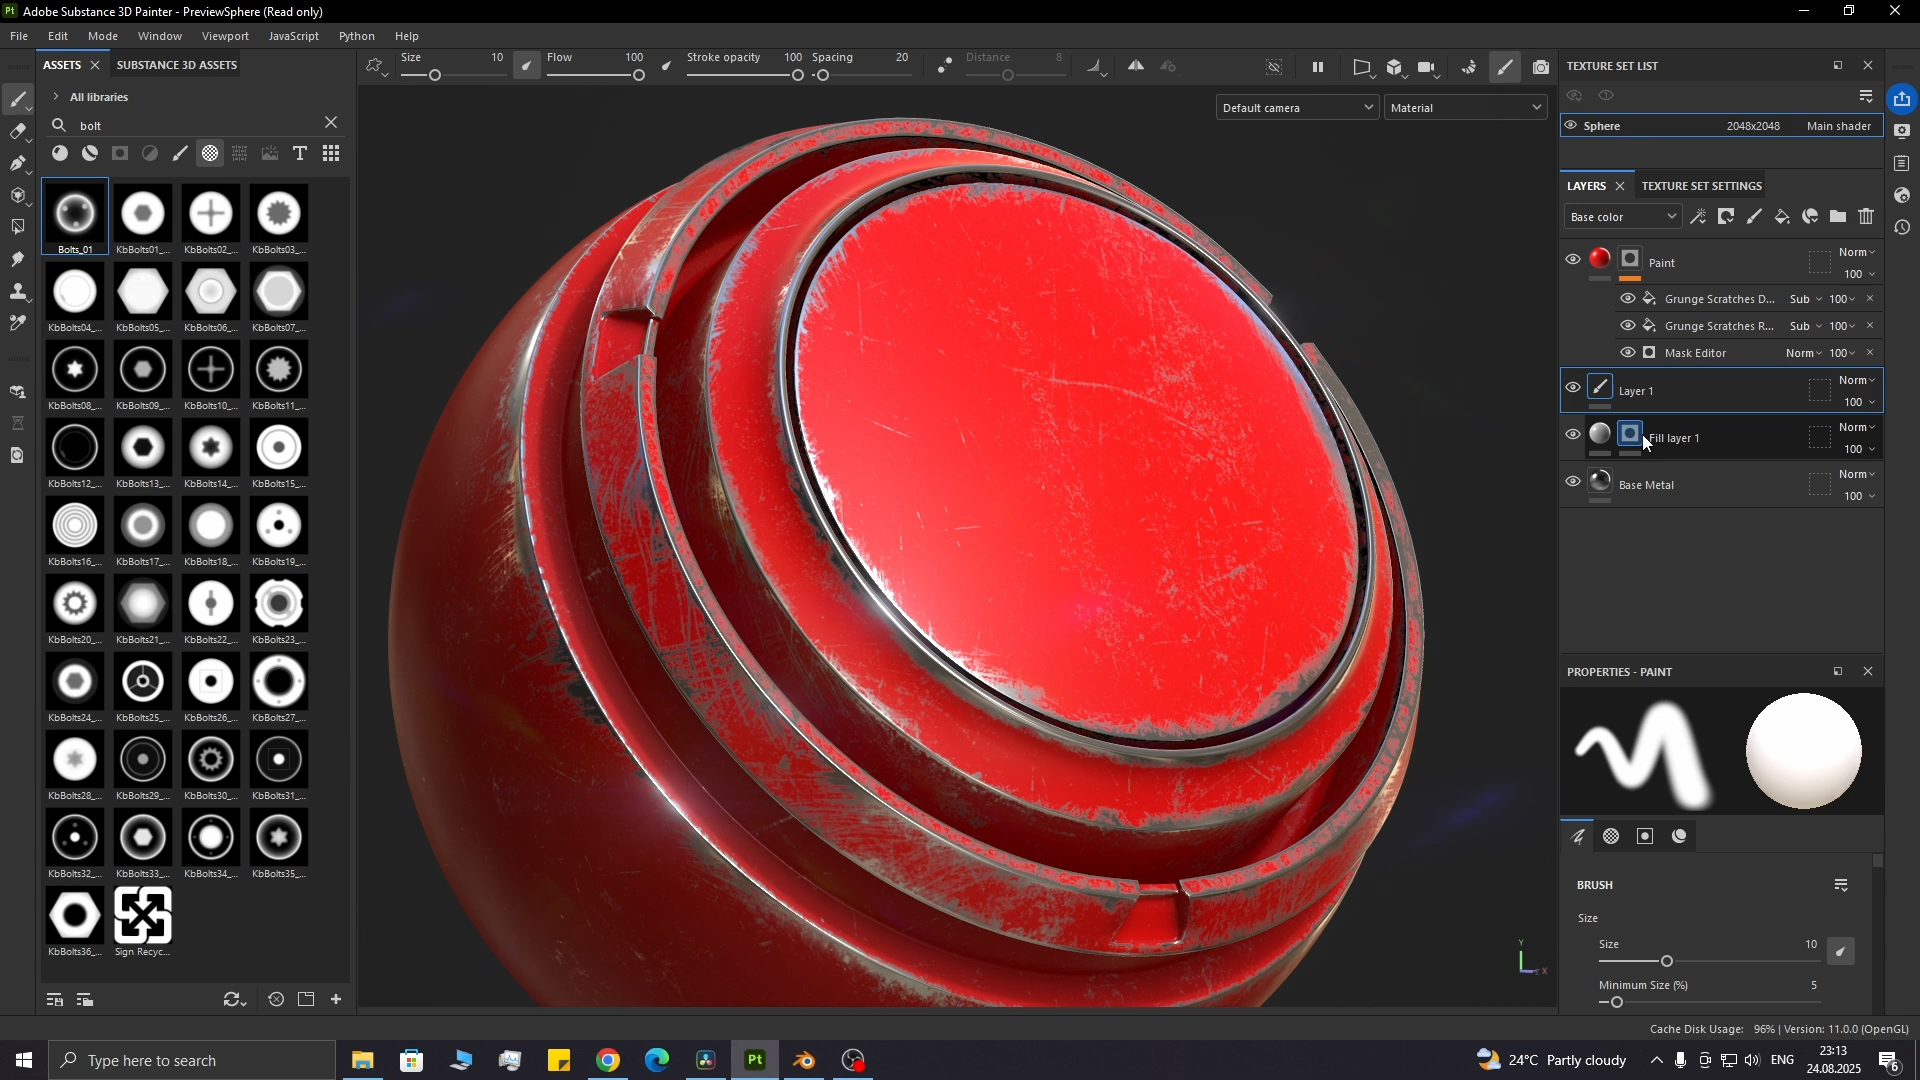 Pt Adobe Substance 3D Painter - PreviewSphere (Read only)
File Edit Mode Window Viewport JavaScript Python Help
ASSETS SUBSTANCE 3D ASSETS
Size 10 Flow 100 Stroke opacity 100 Spacing 20 Distance 8
TEXTURE SET LIST
All libraries
bolt
Default camera Material
Sphere 2048x2048 Main shader
LAYERS TEXTURE SET SETTINGS
Base color
Bolts_01 KbBolts01_... KbBolts02_... KbBolts03_...
KbBolts04_... KbBolts05_... KbBolts06_... KbBolts07_...
KbBolts08_... KbBolts09_... KbBolts10_... KbBolts11_...
KbBolts12_... KbBolts13_... KbBolts14_... KbBolts15_...
KbBolts16_... KbBolts17_... KbBolts18_... KbBolts19_...
KbBolts20_... KbBolts21_... KbBolts22_... KbBolts23_...
KbBolts24_... KbBolts25_... KbBolts26_... KbBolts27_...
KbBolts28_... KbBolts29_... KbBolts30_... KbBolts31_...
KbBolts32_... KbBolts33_... KbBolts34_... KbBolts35_...
KbBolts36_... Sign Recyc...
Paint Norm 100
Grunge Scratches D... Sub 100
Grunge Scratches R... Sub 100
Mask Editor Norm 100
Layer 1 Norm 100
Fill layer 1 Norm 100
Base Metal Norm 100
PROPERTIES - PAINT
BRUSH
Size
Size 10
Minimum Size (%) 5
Y
X
Cache Disk Usage: 96% | Version: 11.0.0 (OpenGL)
Type here to search
Pt
24°C Partly cloudy
ENG
23:13
24.08.2025
6